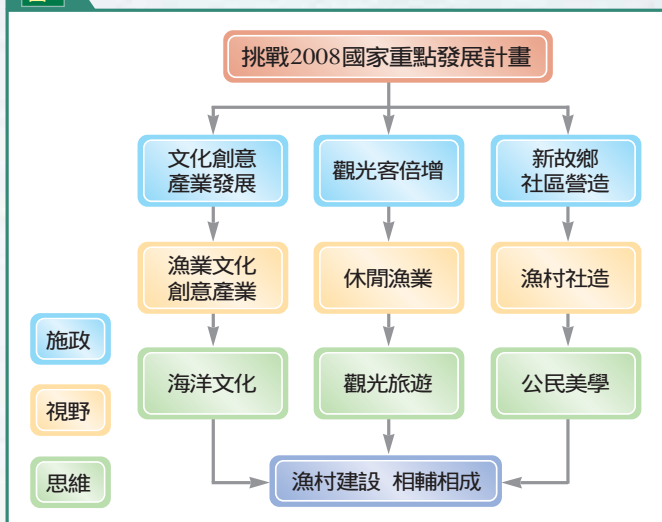 挑戰2008國家重點發展計畫
文化創意
產業發展
觀光客倍增
新故鄉
社區營造
漁業文化
創意產業
休閒漁業
漁村社造
施政
視野
思維
海洋文化
觀光旅遊
公民美學
漁村建設 相輔相成